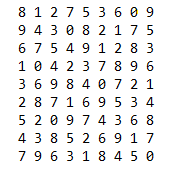 8 1 2 7 5 3 6 0 9
9 4 3 0 8 2 1 7 5
6 7 5 4 9 1 2 8 3
1 0 4 2 3 7 8 9 6
3 6 9 8 4 0 7 2 1
2 8 7 1 6 9 5 3 4
5 2 0 9 7 4 3 6 8
4 3 8 5 2 6 9 1 7
7 9 6 3 1 8 4 5 0